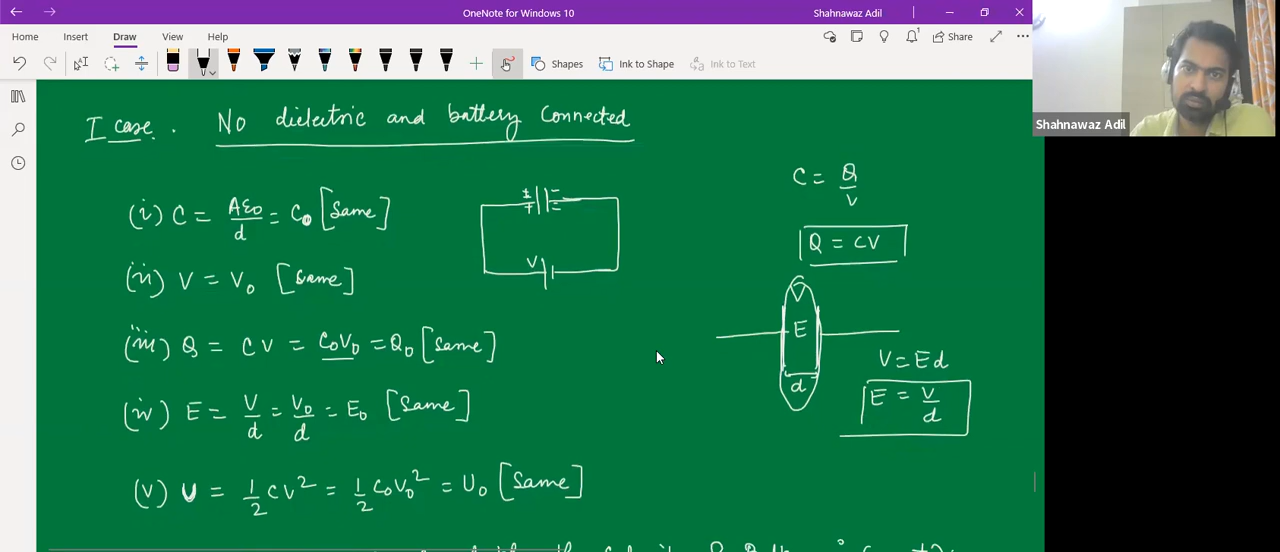 OneNote for Windows 10
Shahnawaz Adil
Home Insert Draw View Help
Share
Shapes
Ink to Shape
Ink to Text
I case. No dielectric and battery connected
(i) C = Aε₀/d = C₀ [Same]
(ii) V = V₀ [Same]
(iii) Q = CV = C₀V₀ = Q₀ [Same]
(iv) E = V/d = V₀/d = E₀ [Same]
(v) U = 1/2 CV² = 1/2 C₀V₀² = U₀ [Same]
+ -
+ -
V
C = Q/V
Q = CV
V
E
d
V = Ed
E = V/d
Shahnawaz Adil